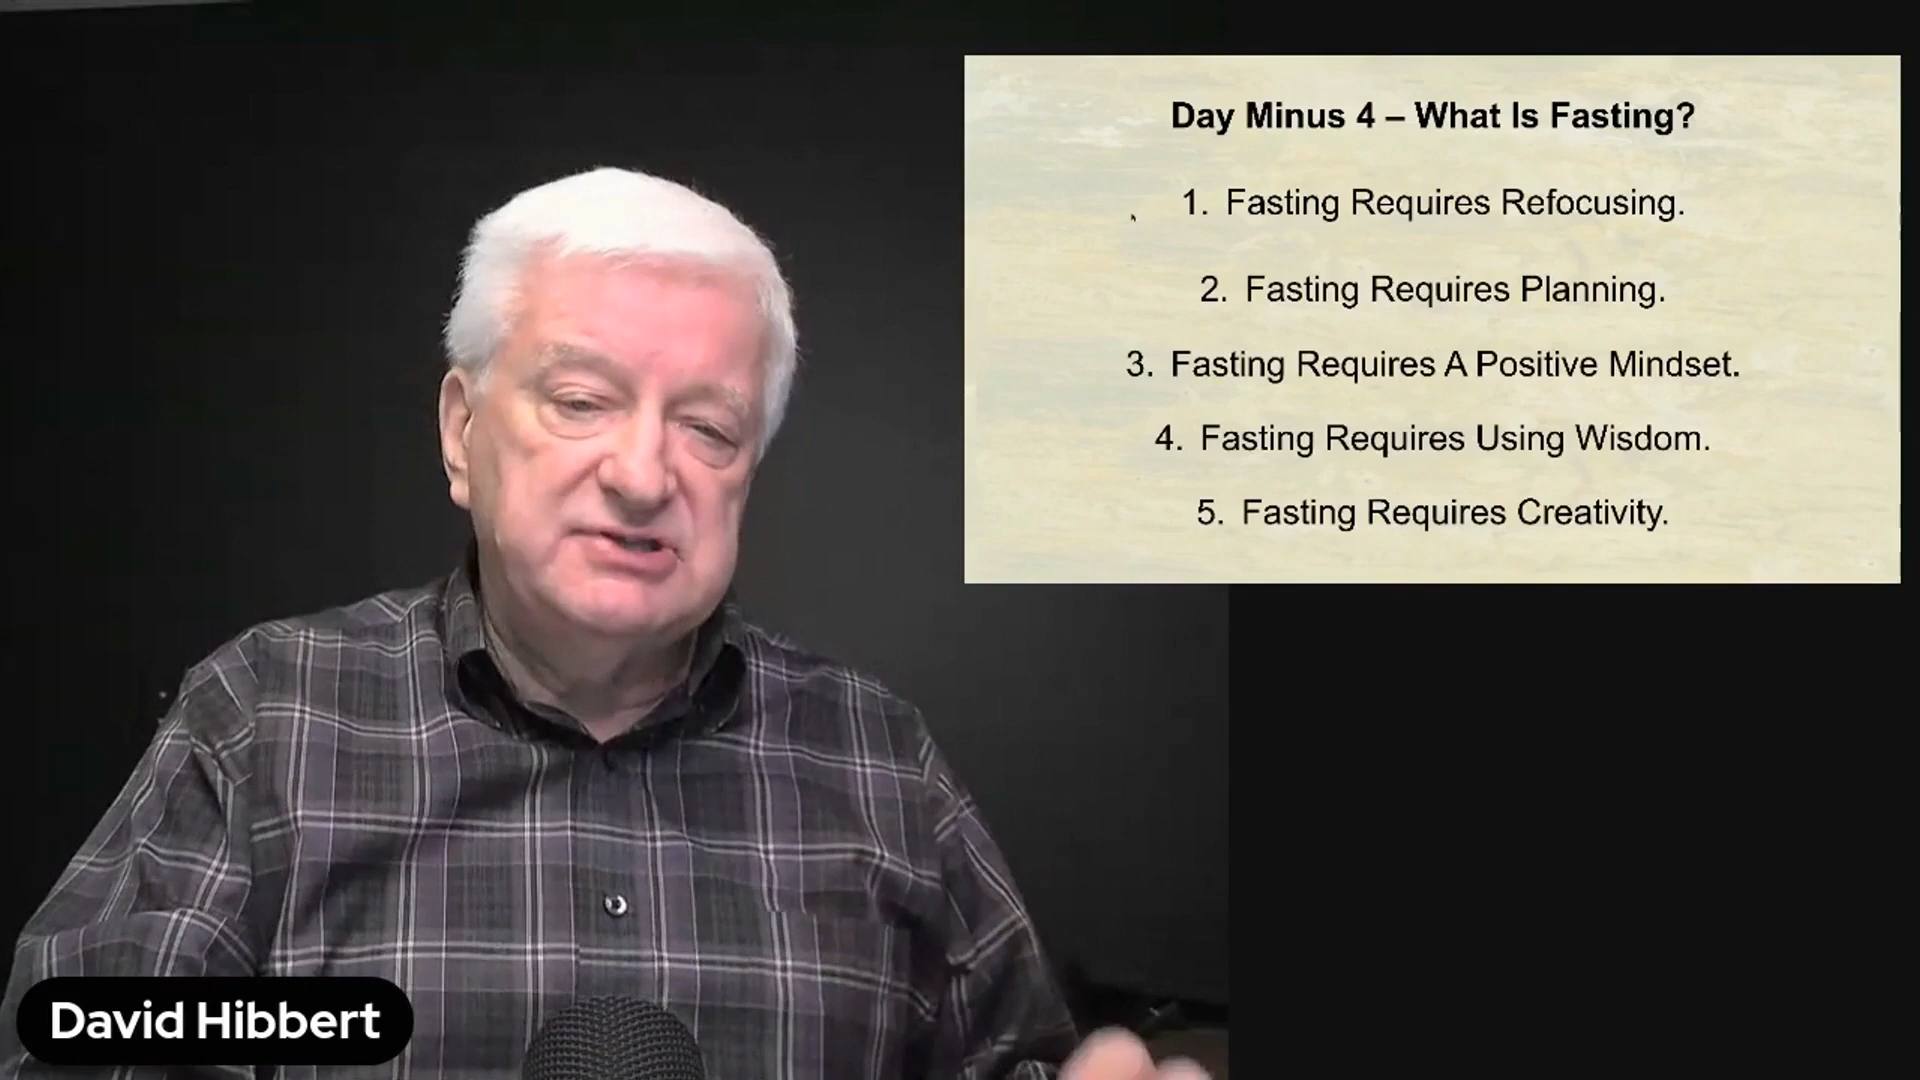 Day Minus 4 – What Is Fasting?
1. Fasting Requires Refocusing.
2. Fasting Requires Planning.
3. Fasting Requires A Positive Mindset.
4. Fasting Requires Using Wisdom.
5. Fasting Requires Creativity.
David Hibbert